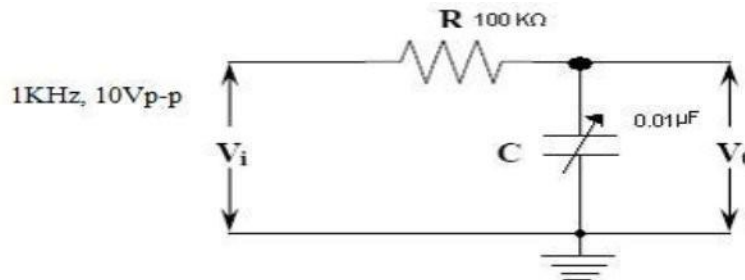 R 100 KΩ
1KHz, 10Vp-p
0.01µF
Vi
C